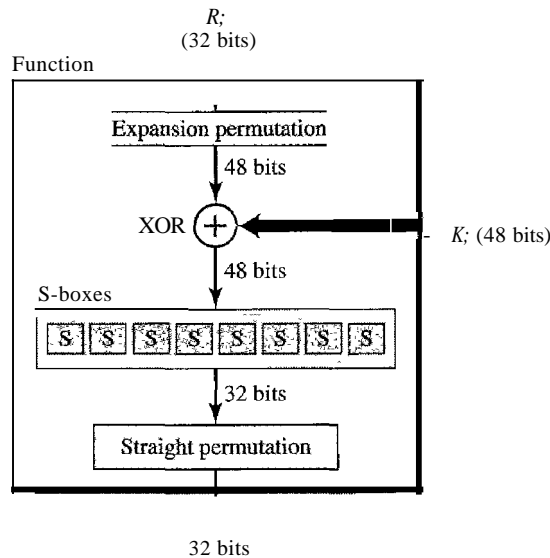 R;
(32 bits)
Function
Expansion permutation
48 bits
XOR
K; (48 bits)
48 bits
S-boxes
S S S S S S S S
32 bits
Straight permutation
32 bits